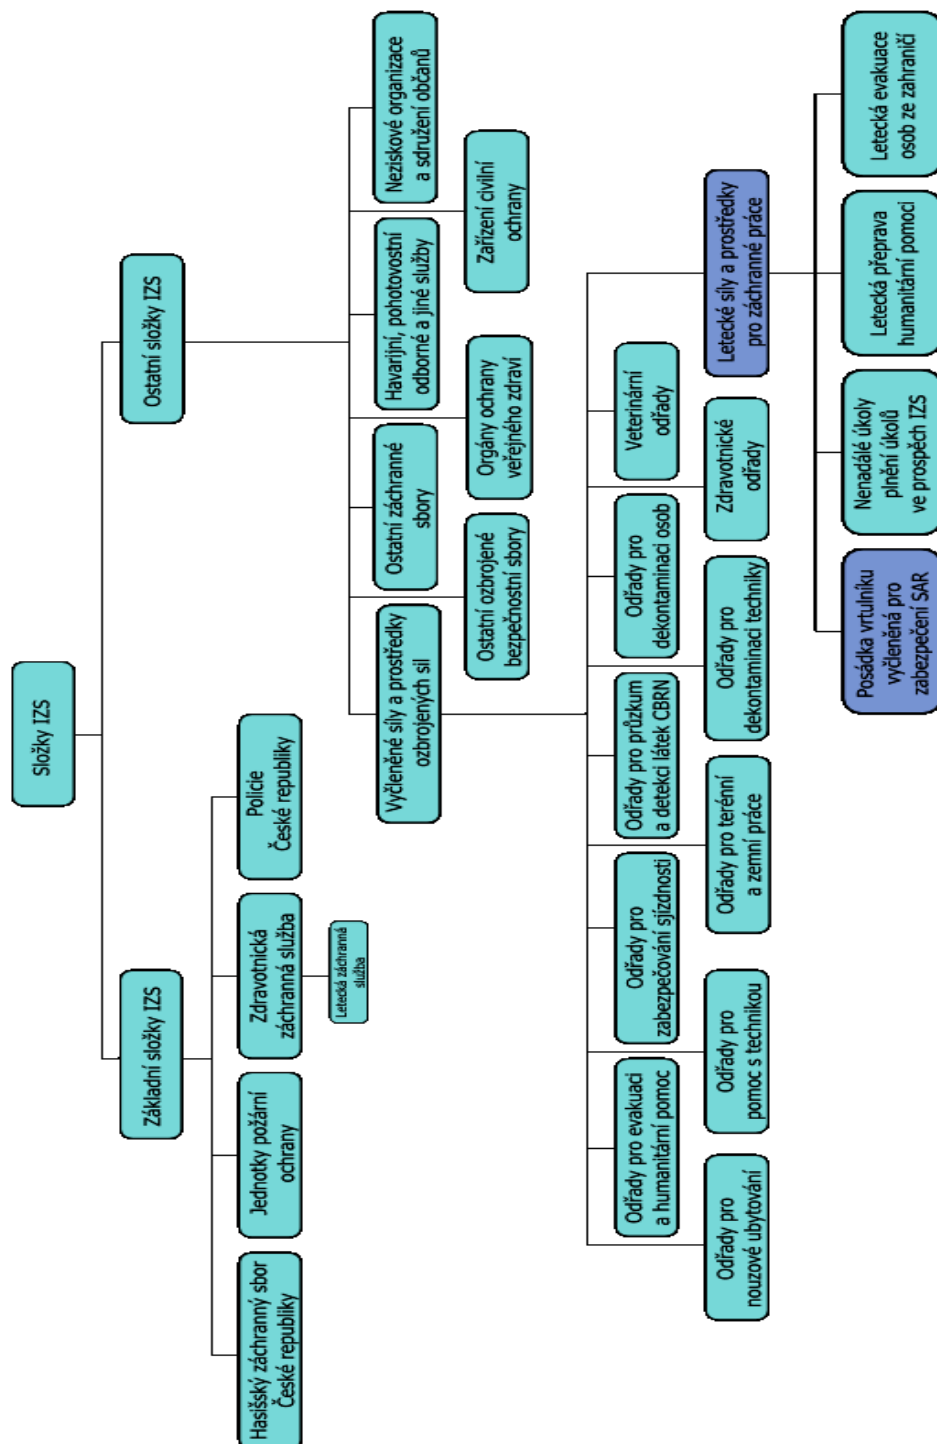 Složky IZS
Základní složky IZS
Ostatní složky IZS
Hasišský záchranný sbor
České republiky
Jednotky požární
ochrany
Zdravotnická
záchranná služba
Policie
České republiky
Letecká záchranná
služba
Vyčleněné síly a prostředky
ozbrojených sil
Ostatní záchranné
sbory
Havarijní, pohotovostní
odborné a jiné služby
Neziskové organizace
a sdružení občanů
Ostatní ozbrojené
bezpečnostní sbory
Orgány ochrany
veřejného zdraví
Zařízení civilní
ochrany
Odřady pro evakuaci
a humanitární pomoc
Odřady pro
zabezpečování sjízdnosti
Odřady pro průzkum
a detekci látek CBRN
Odřady pro
dekontaminaci osob
Veterinární
odřady
Odřady pro
nouzové ubytování
Odřady pro
pomoc s technikou
Odřady pro terénní
a zemní práce
Odřady pro
dekontaminaci techniky
Zdravotnické
odřady
Letecké síly a prostředky
pro záchranné práce
Posádka vrtulníku
vyčleněná pro
zabezpečení SAR
Nenadálé úkoly
plnění úkolů
ve prospěch IZS
Letecká přeprava
humanitární pomoci
Letecká evakuace
osob ze zahraničí